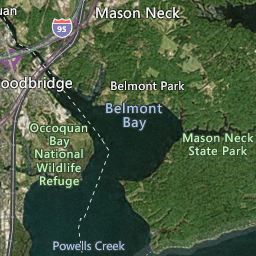 quan
Mason Neck
95
oodbridge
Belmont Park
Belmont
Bay
Occoquan
Bay
National
Wildlife
Refuge
Mason Neck
State Park
Powells Creek